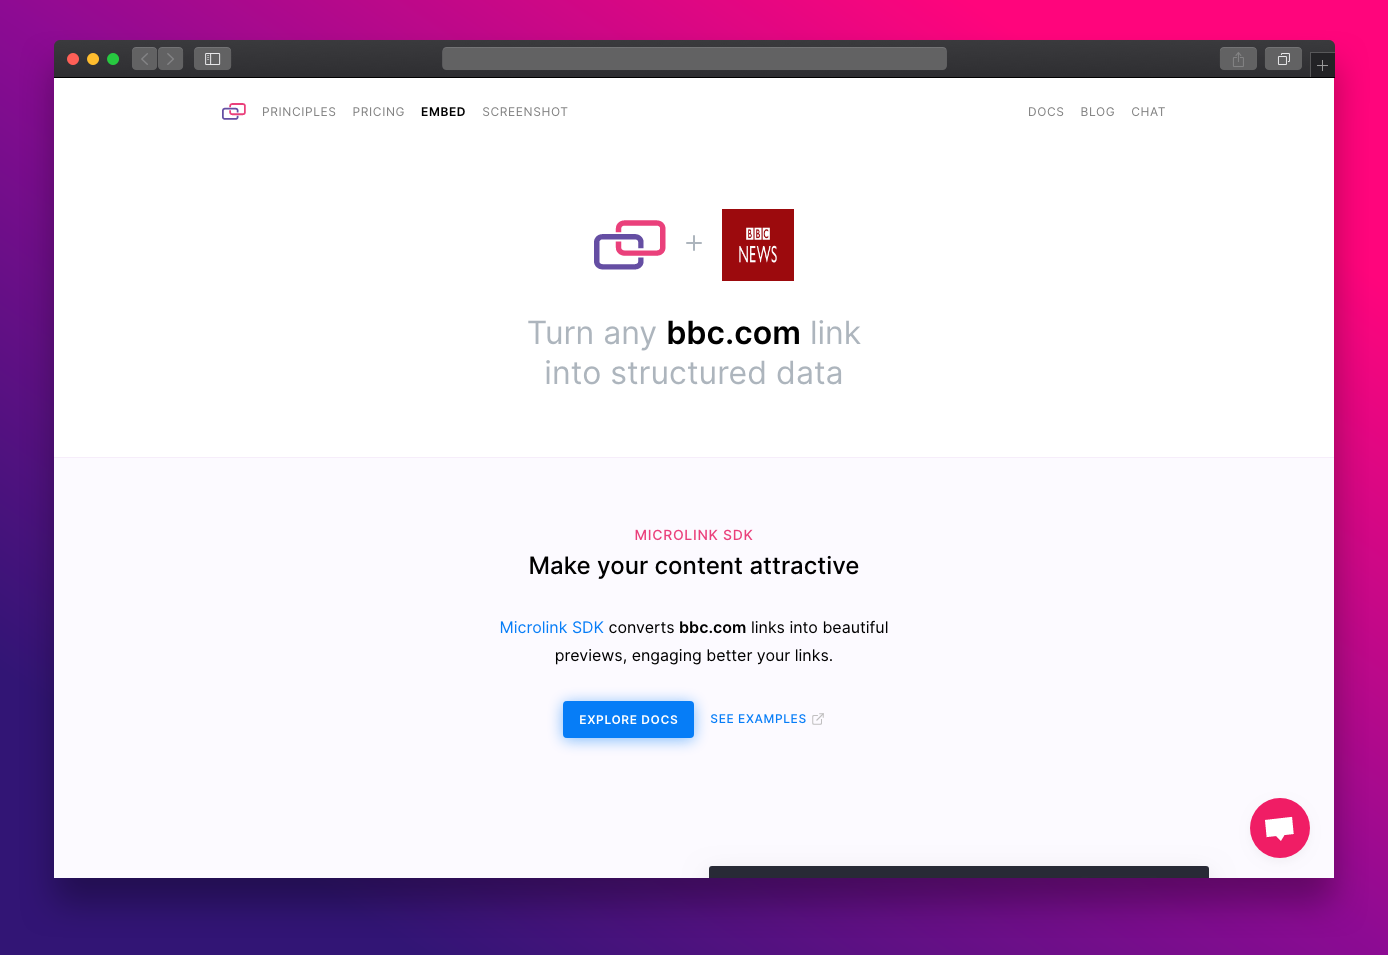 PRINCIPLES PRICING EMBED SCREENSHOT DOCS BLOG CHAT
BBC
NEWS
Turn any bbc.com link
into structured data
MICROLINK SDK
Make your content attractive
Microlink SDK converts bbc.com links into beautiful
previews, engaging better your links.
EXPLORE DOCS SEE EXAMPLES